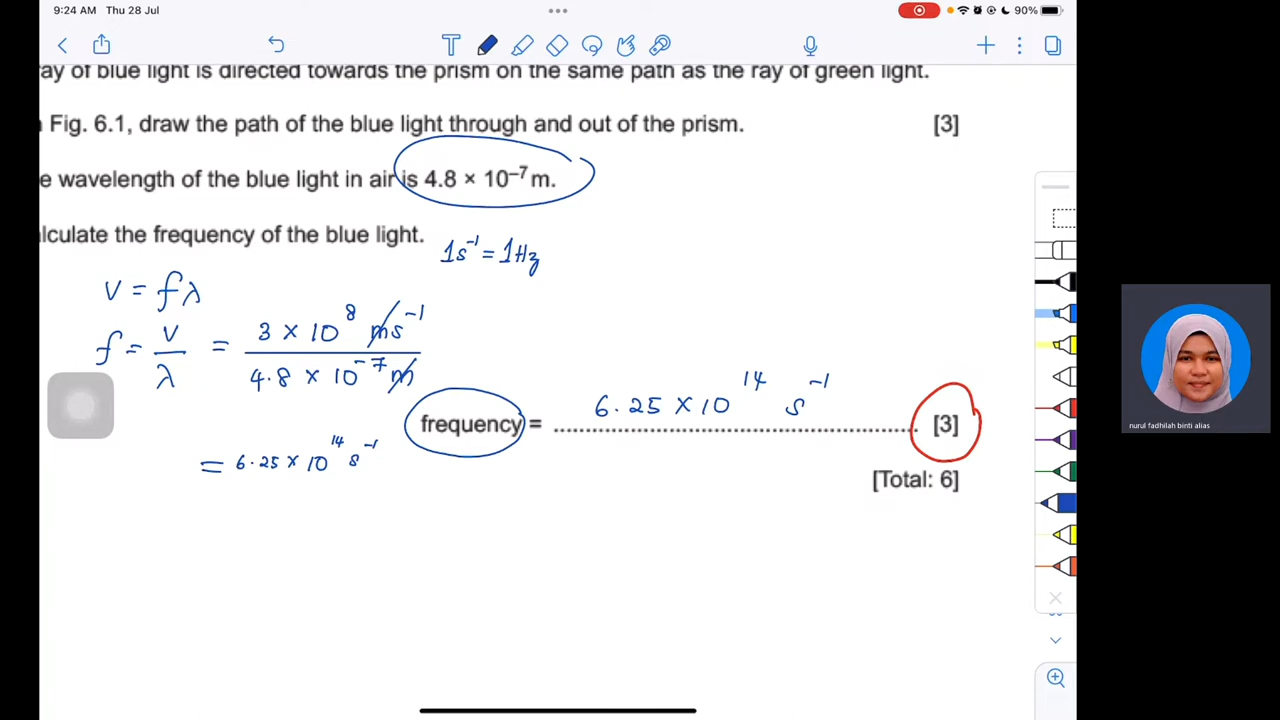 9:24 AM Thu 28 Jul
90%
ay of blue light is directed towards the prism on the same path as the ray of green light.
Fig. 6.1, draw the path of the blue light through and out of the prism. [3]
e wavelength of the blue light in air is 4.8 × 10⁻⁷ m.
lculate the frequency of the blue light.
1s⁻¹ = 1Hz
v = fλ
f = v/λ = 3 × 10⁸ ms⁻¹ / 4.8 × 10⁻⁷ m
frequency = 6.25 × 10¹⁴ s⁻¹ [3]
= 6.25 × 10¹⁴ s⁻¹
[Total: 6]
nurul fadhilah binti alias